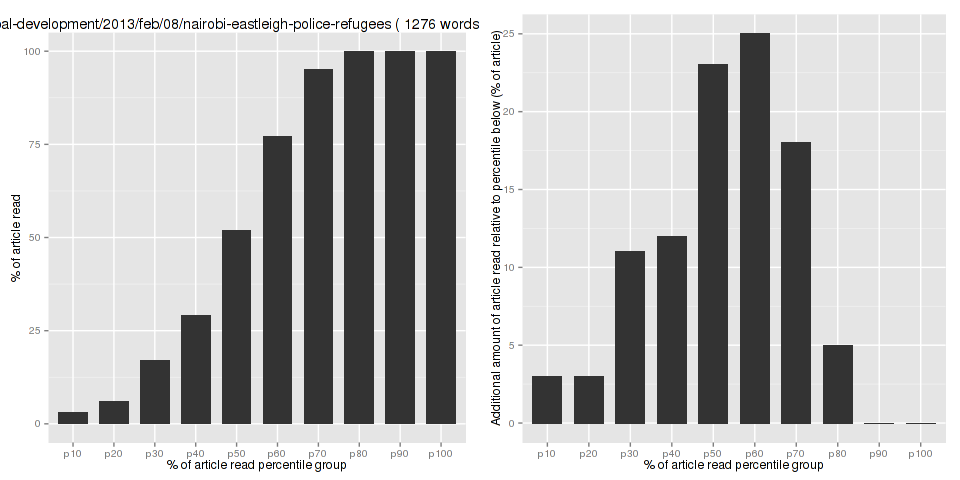 al-development/2013/feb/08/nairobi-eastleigh-police-refugees ( 1276 words
100
75
50
25
0
% of article read
p10 p20 p30 p40 p50 p60 p70 p80 p90 p100
% of article read percentile group
25
20
15
10
5
0
Additional amount of article read relative to percentile below (% of article)
p10 p20 p30 p40 p50 p60 p70 p80 p90 p100
% of article read percentile group